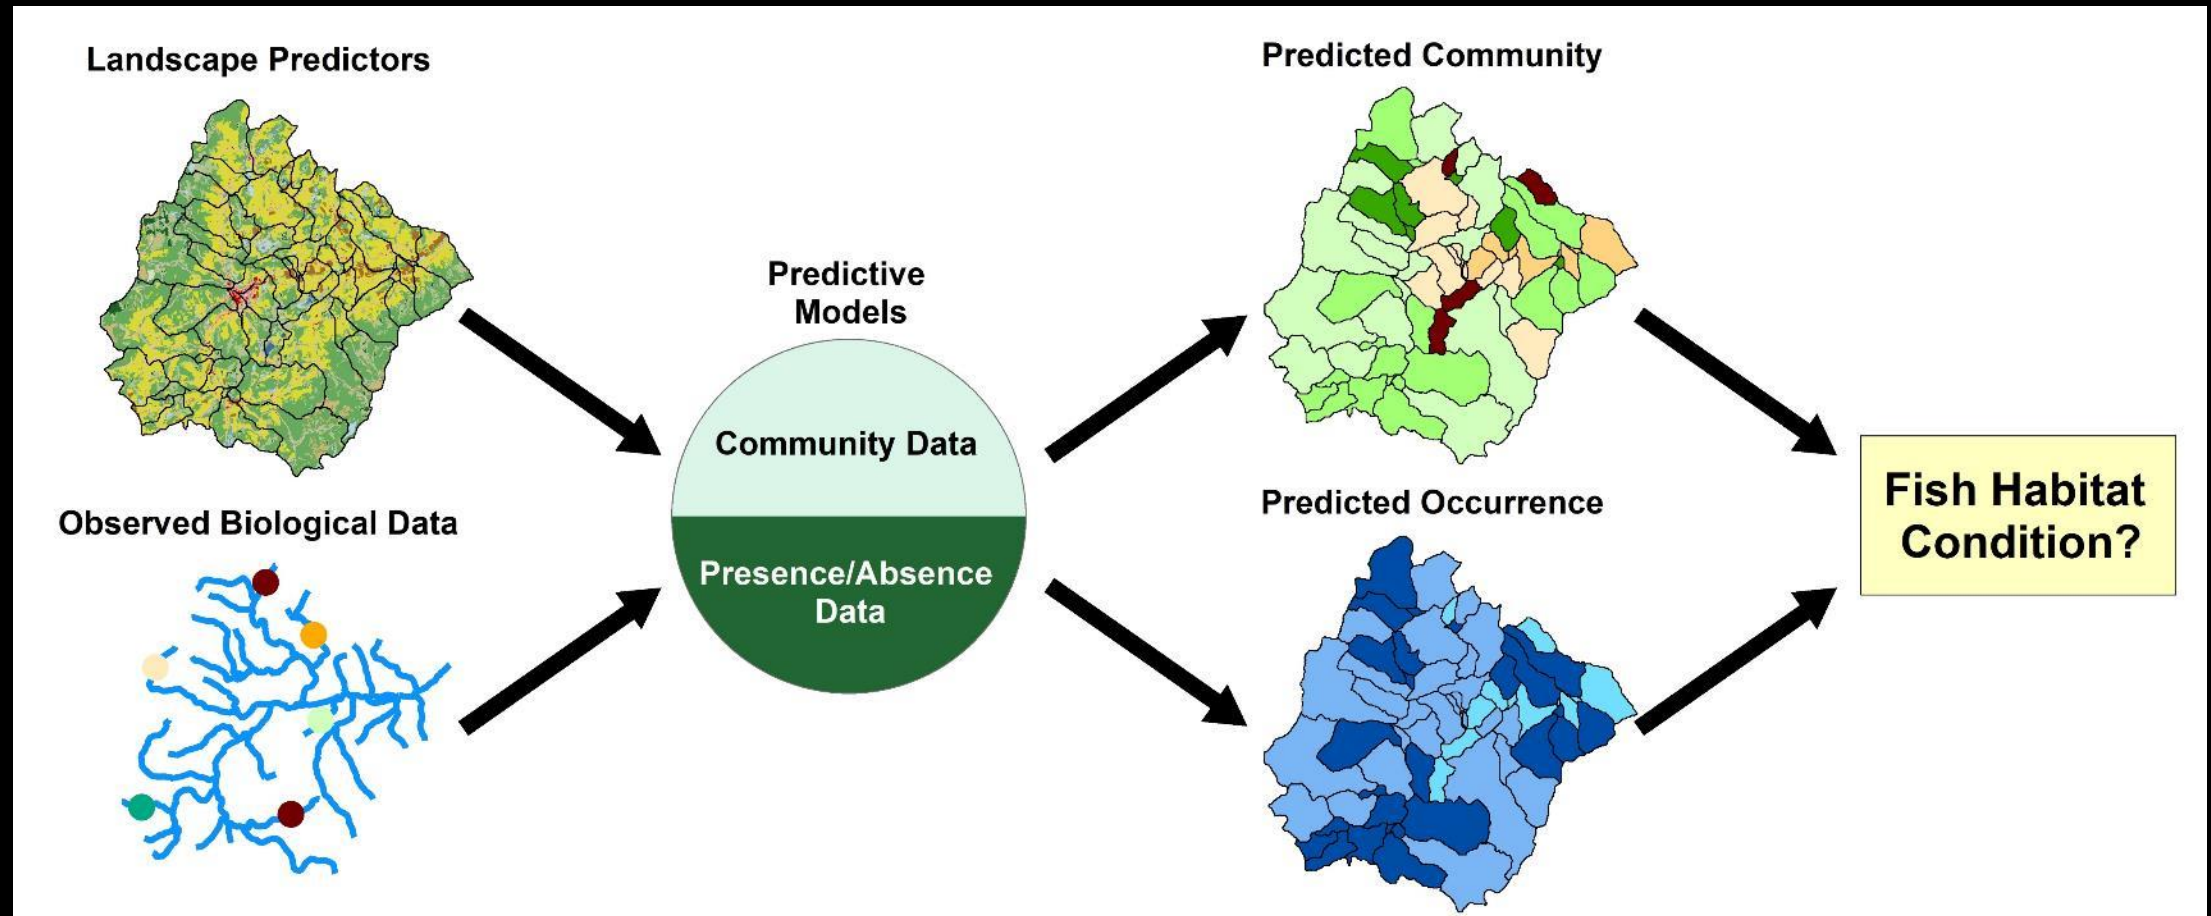 Landscape Predictors
Observed Biological Data
Predictive
Models
Community Data
Presence/Absence
Data
Predicted Community
Predicted Occurrence
Fish Habitat
Condition?